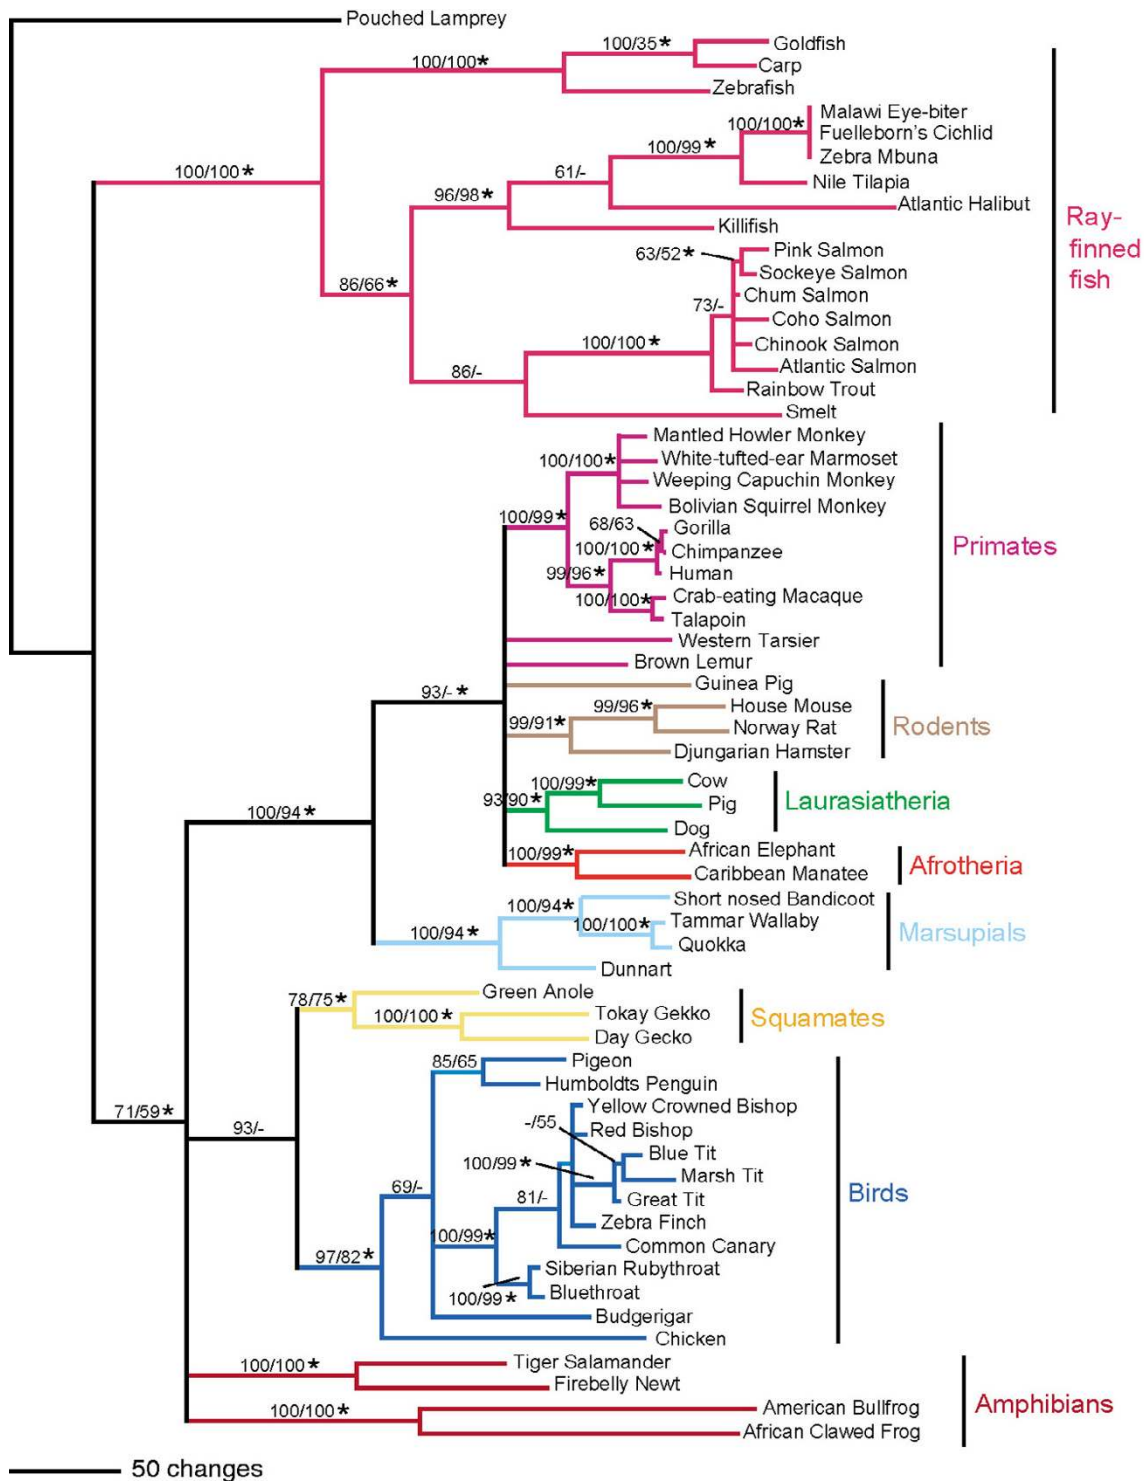 Pouched Lamprey
100/35*
Goldfish
Carp
100/100*
Zebrafish
Malawi Eye-biter
100/100*
Fuelleborn's Cichlid
Zebra Mbuna
100/99*
Nile Tilapia
100/100*
61/-
96/98*
Atlantic Halibut
Killifish
Ray-
finned
fish
63/52*
Pink Salmon
Sockeye Salmon
86/66*
Chum Salmon
73/-
Coho Salmon
Chinook Salmon
100/100*
Atlantic Salmon
86/-
Rainbow Trout
Smelt
Mantled Howler Monkey
100/100*
White-tufted-ear Marmoset
Weeping Capuchin Monkey
Bolivian Squirrel Monkey
100/99*
68/63
Gorilla
100/100*
Chimpanzee
Primates
99/96*
Human
100/100*
Crab-eating Macaque
Talapoin
Western Tarsier
Brown Lemur
93/-*
Guinea Pig
99/96*
House Mouse
99/91*
Norway Rat
Rodents
Djungarian Hamster
100/99*
Cow
93/90*
Pig
Laurasiatheria
100/94*
Dog
100/99*
African Elephant
Afrotheria
Caribbean Manatee
Short nosed Bandicoot
100/94*
100/100*
Tammar Wallaby
100/94*
Quokka
Marsupials
Dunnart
78/75*
Green Anole
100/100*
Tokay Gekko
Squamates
Day Gecko
85/65
Pigeon
Humboldts Penguin
Yellow Crowned Bishop
71/59*
93/-
-/55
Red Bishop
Blue Tit
100/99*
Marsh Tit
69/-
81/-
Great Tit
Birds
Zebra Finch
100/99*
Common Canary
97/82*
Siberian Rubythroat
100/99*
Bluethroat
Budgerigar
Chicken
100/100*
Tiger Salamander
Firebelly Newt
Amphibians
100/100*
American Bullfrog
African Clawed Frog
50 changes